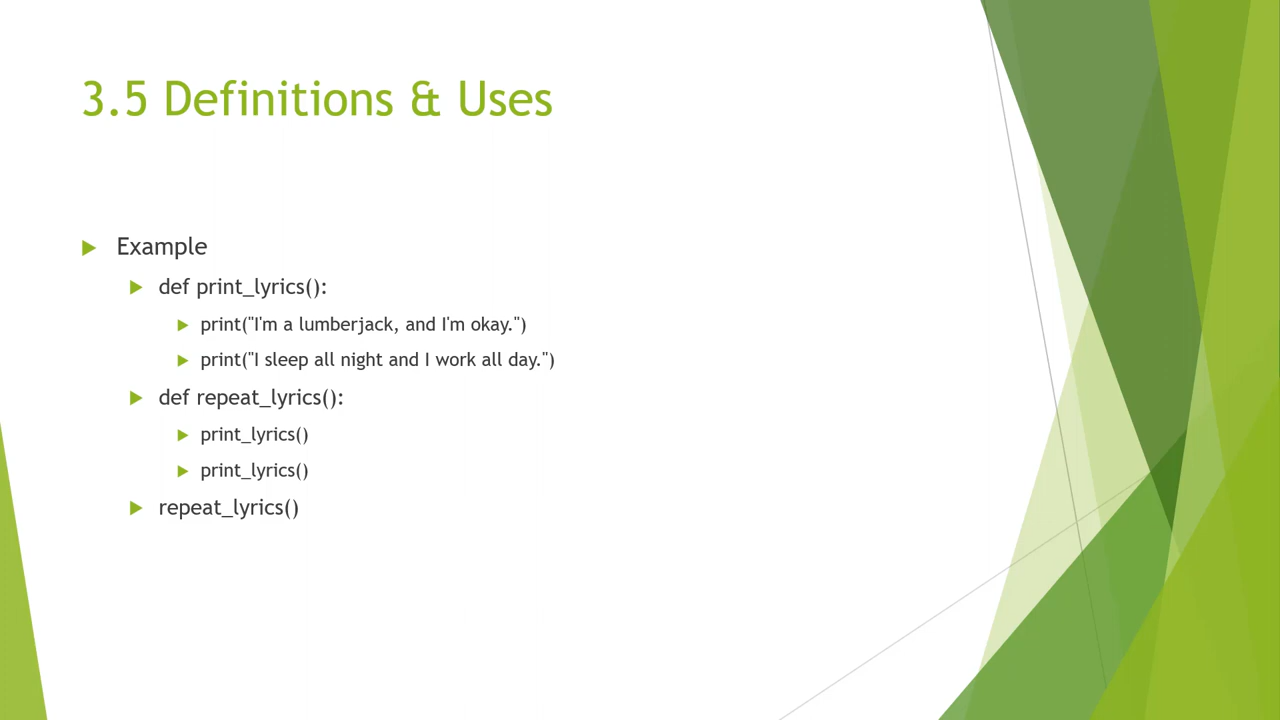 3.5 Definitions & Uses
Example
def print_lyrics():
print("I'm a lumberjack, and I'm okay.")
print("I sleep all night and I work all day.")
def repeat_lyrics():
print_lyrics()
print_lyrics()
repeat_lyrics()